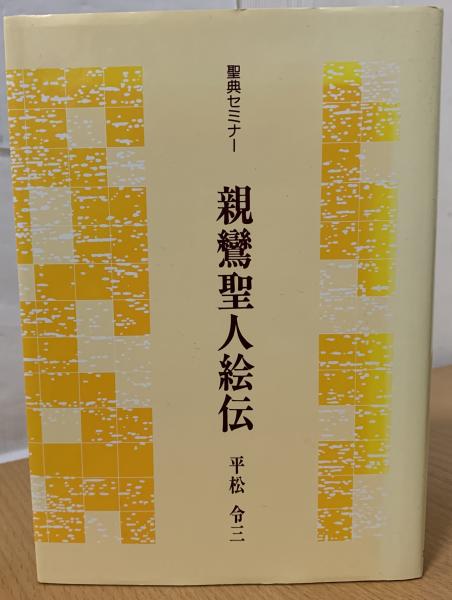 聖典セミナー
親鸞聖人絵伝
平松 令三